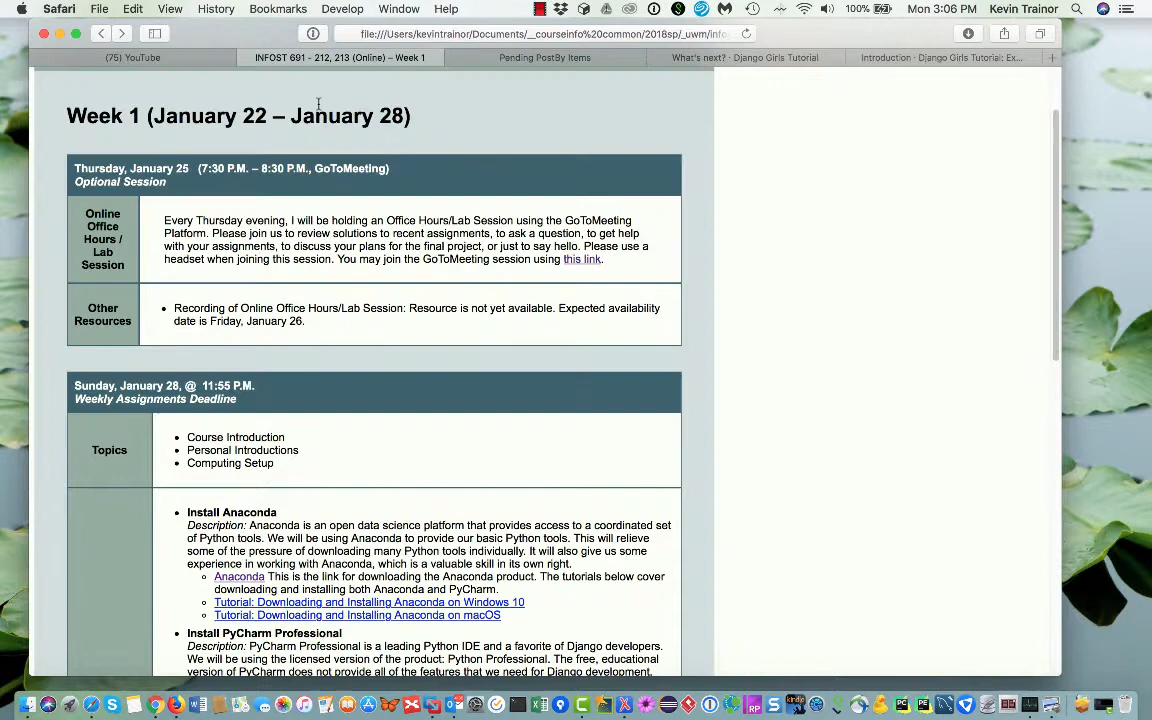 Safari File Edit View History Bookmarks Develop Window Help 100% Mon 3:06 PM Kevin Trainor
file:///Users/kevintrainor/Documents/__courseinfo%20common/2018sp/_uwm/info
(75) YouTube INFOST 691 - 212, 213 (Online) – Week 1 Pending PostBy Items What's next? · Django Girls Tutorial Introduction · Django Girls Tutorial: Ex...
Week 1 (January 22 – January 28)
Thursday, January 25 (7:30 P.M. – 8:30 P.M., GoToMeeting)
Optional Session
Online
Office
Hours /
Lab
Session
Every Thursday evening, I will be holding an Office Hours/Lab Session using the GoToMeeting
Platform. Please join us to review solutions to recent assignments, to ask a question, to get help
with your assignments, to discuss your plans for the final project, or just to say hello. Please use a
headset when joining this session. You may join the GoToMeeting session using this link.
Other
Resources
• Recording of Online Office Hours/Lab Session: Resource is not yet available. Expected availability
date is Friday, January 26.
Sunday, January 28, @ 11:55 P.M.
Weekly Assignments Deadline
Topics
• Course Introduction
• Personal Introductions
• Computing Setup
• Install Anaconda
Description: Anaconda is an open data science platform that provides access to a coordinated set
of Python tools. We will be using Anaconda to provide our basic Python tools. This will relieve
some of the pressure of downloading many Python tools individually. It will also give us some
experience in working with Anaconda, which is a valuable skill in its own right.
○ Anaconda This is the link for downloading the Anaconda product. The tutorials below cover
downloading and installing both Anaconda and PyCharm.
○ Tutorial: Downloading and Installing Anaconda on Windows 10
○ Tutorial: Downloading and Installing Anaconda on macOS
• Install PyCharm Professional
Description: PyCharm Professional is a leading Python IDE and a favorite of Django developers.
We will be using the licensed version of the product: Python Professional. The free, educational
version of PyCharm does not provide all of the features that we need for Django development.